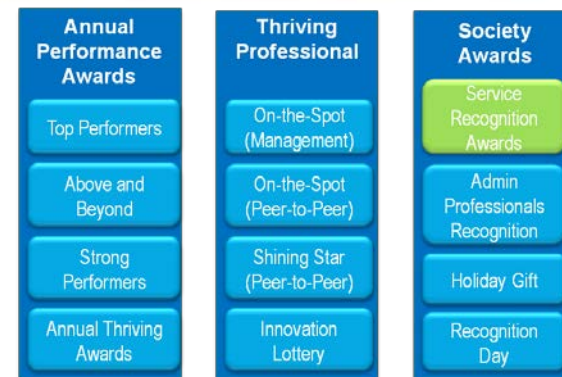 Annual
Performance
Awards
Top Performers
Above and
Beyond
Strong
Performers
Annual Thriving
Awards
Thriving
Professional
On-the-Spot
(Management)
On-the-Spot
(Peer-to-Peer)
Shining Star
(Peer-to-Peer)
Innovation
Lottery
Society
Awards
Service
Recognition
Awards
Admin
Professionals
Recognition
Holiday Gift
Recognition
Day